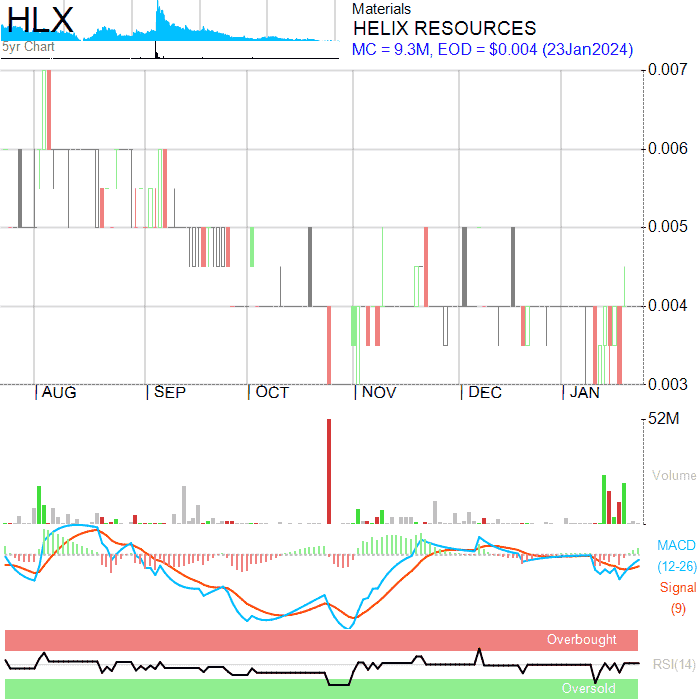 HLX
5yr Chart
Materials
HELIX RESOURCES
MC = 9.3M, EOD = $0.004 (23Jan2024)
0.007
0.006
0.005
0.004
0.003
AUG SEP OCT NOV DEC JAN
52M
Volume
MACD
(12-26)
Signal
(9)
Overbought
RSI(14)
Oversold